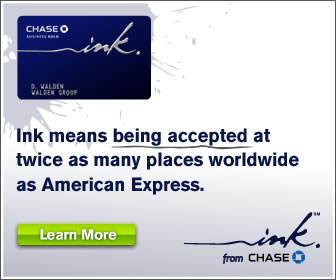 CHASE
BUSINESS BOLD
ink.
D. WALDEN
WALDEN GROUP
Ink means being accepted at
twice as many places worldwide
as American Express.
Learn More
ink.℠
from CHASE